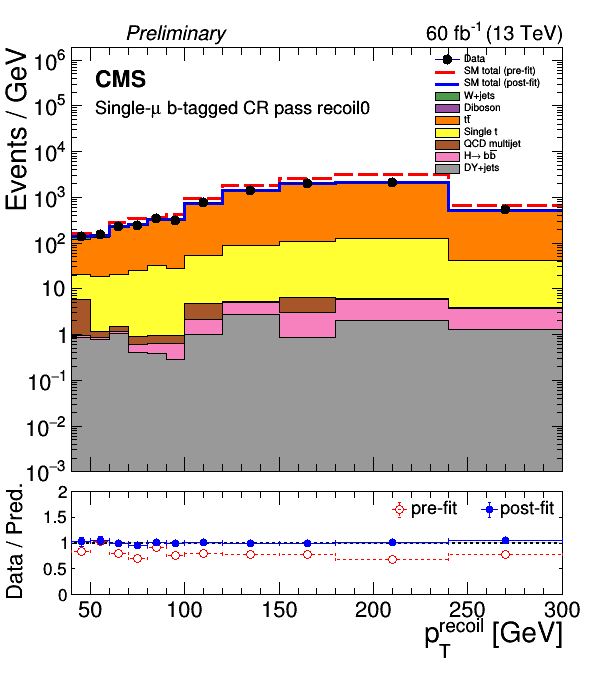 Preliminary 60 fb⁻¹ (13 TeV)
CMS
Single-μ b-tagged CR pass recoil0
Data
SM total (pre-fit)
SM total (post-fit)
W+jets
Diboson
tt̄
Single t
QCD multijet
H→ bb̄
DY+jets
Events / GeV
10⁶
10⁵
10⁴
10³
10²
10
1
10⁻¹
10⁻²
10⁻³
pre-fit post-fit
Data / Pred.
2
1.5
1
0.5
0
50 100 150 200 250 300
p_T^recoil [GeV]